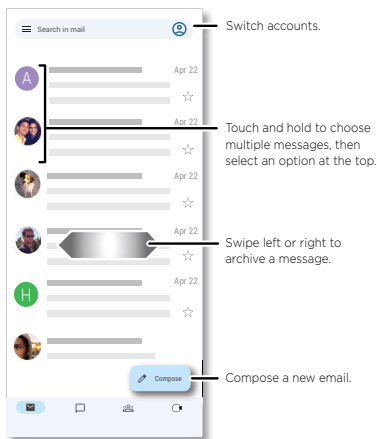 Search in mail
Switch accounts.
A
Apr 22
Apr 22
Touch and hold to choose
multiple messages, then
select an option at the top.
Apr 22
Apr 22
Swipe left or right to
archive a message.
H
Apr 22
Compose
Compose a new email.